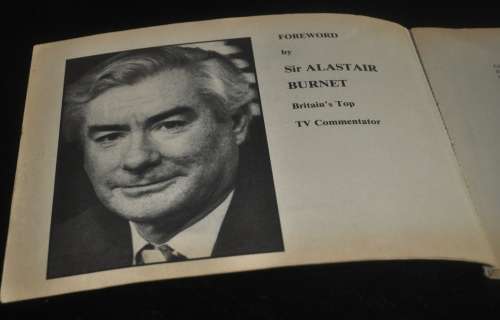 FOREWORD
by
Sir ALASTAIR
BURNET
Britain's Top
TV Commentator